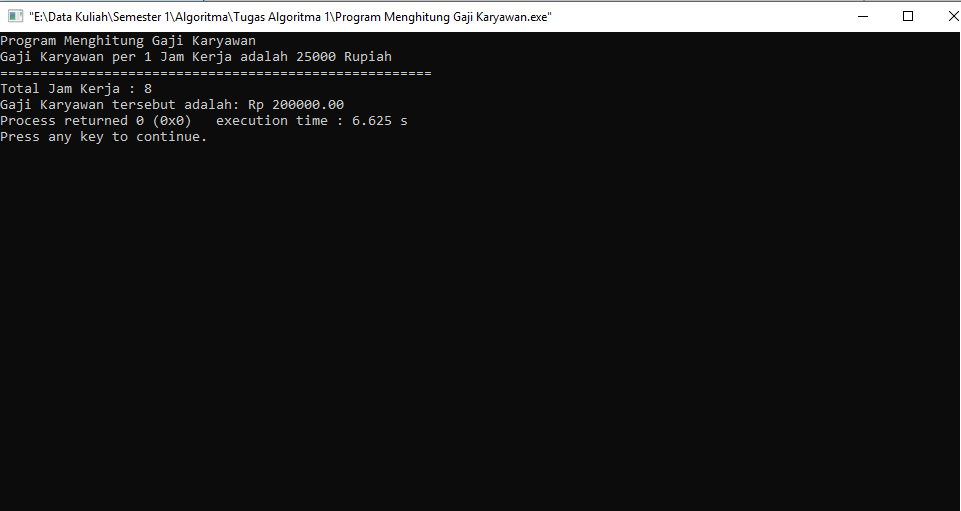 "E:\Data Kuliah\Semester 1\Algoritma\Tugas Algoritma 1\Program Menghitung Gaji Karyawan.exe"
Program Menghitung Gaji Karyawan
Gaji Karyawan per 1 Jam Kerja adalah 25000 Rupiah
======================================================
Total Jam Kerja : 8
Gaji Karyawan tersebut adalah: Rp 200000.00
Process returned 0 (0x0)   execution time : 6.625 s
Press any key to continue.